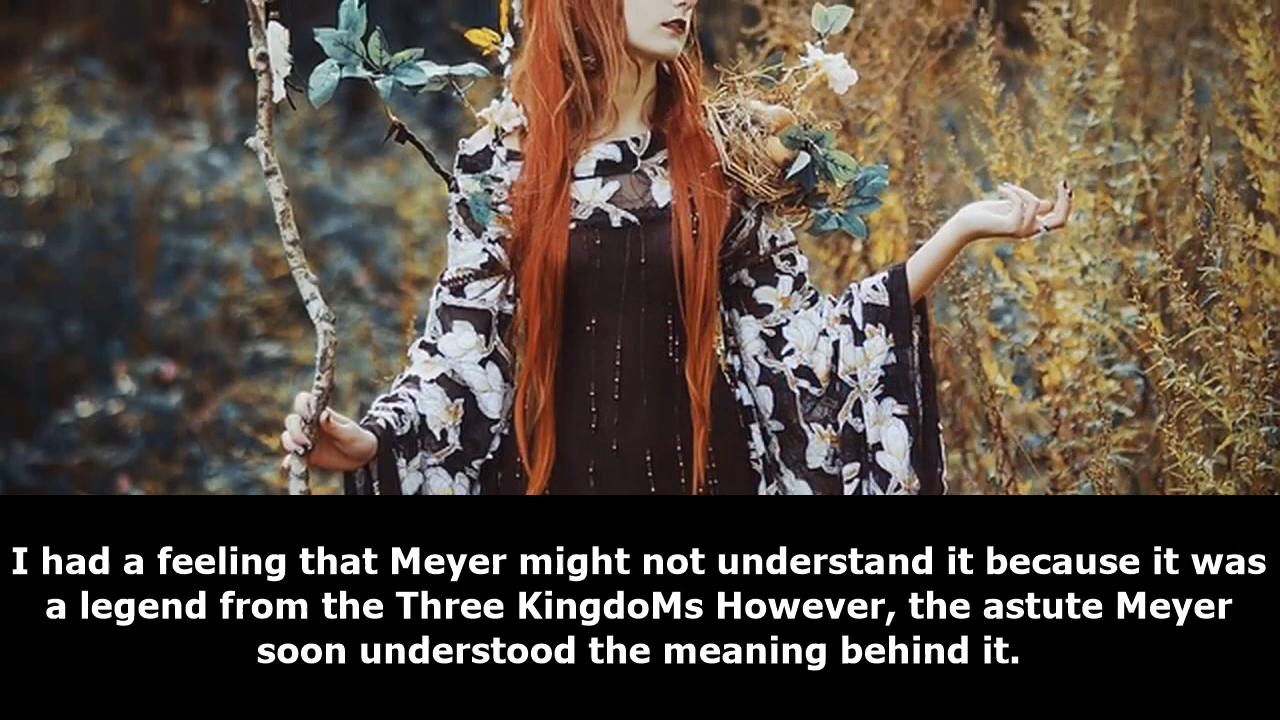 I had a feeling that Meyer might not understand it because it was
a legend from the Three KingdoMs However, the astute Meyer
soon understood the meaning behind it.